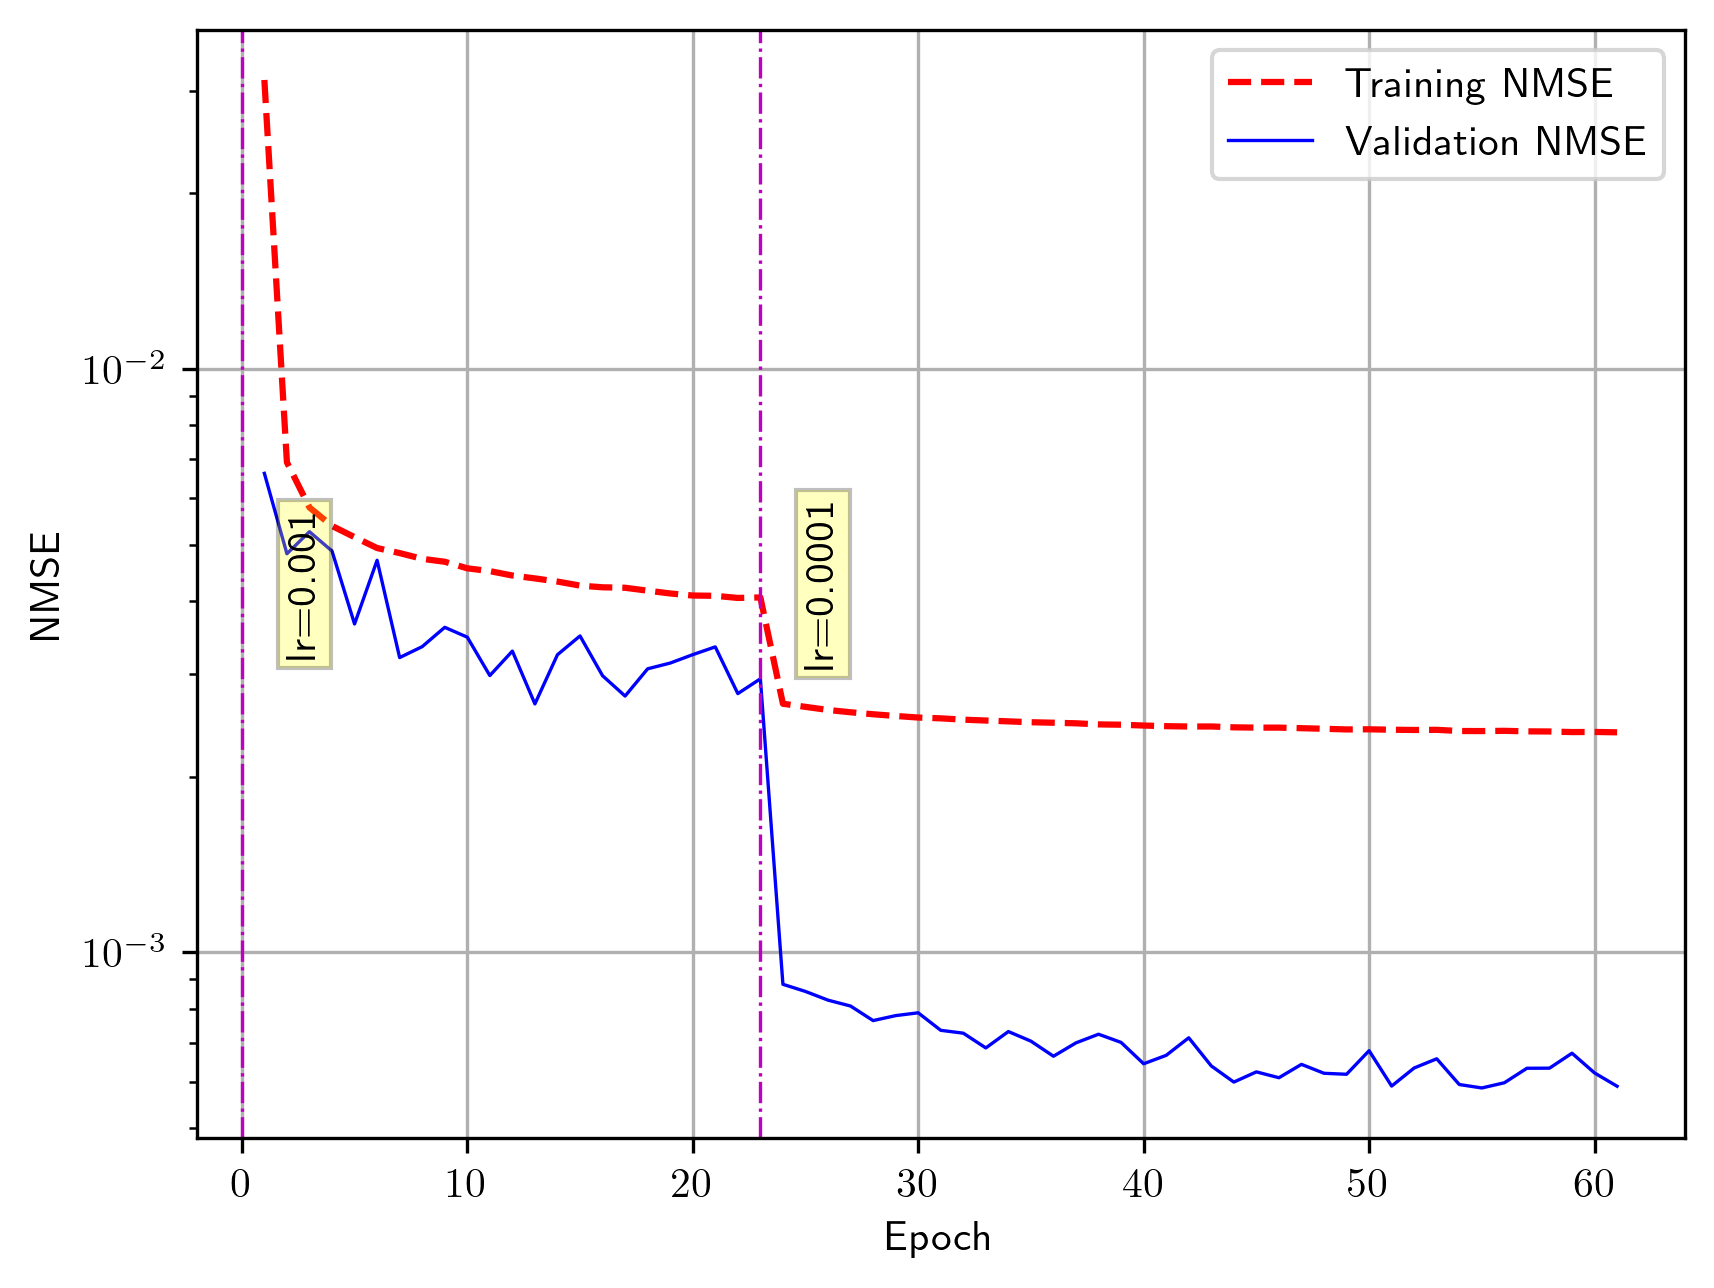 Training NMSE
Validation NMSE
NMSE
10⁻²
10⁻³
lr=0.001
lr=0.0001
0 10 20 30 40 50 60
Epoch